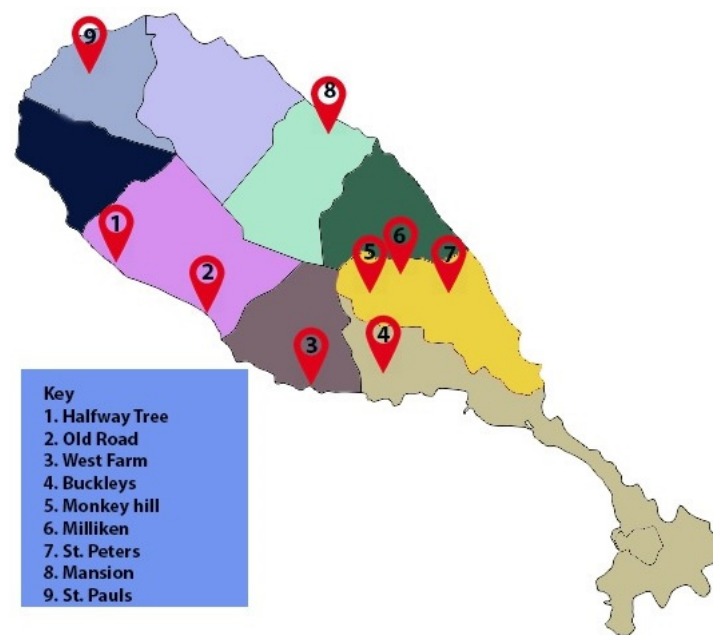 9
8
1
2
5
6
7
3
4
Key
1. Halfway Tree
2. Old Road
3. West Farm
4. Buckleys
5. Monkey hill
6. Milliken
7. St. Peters
8. Mansion
9. St. Pauls